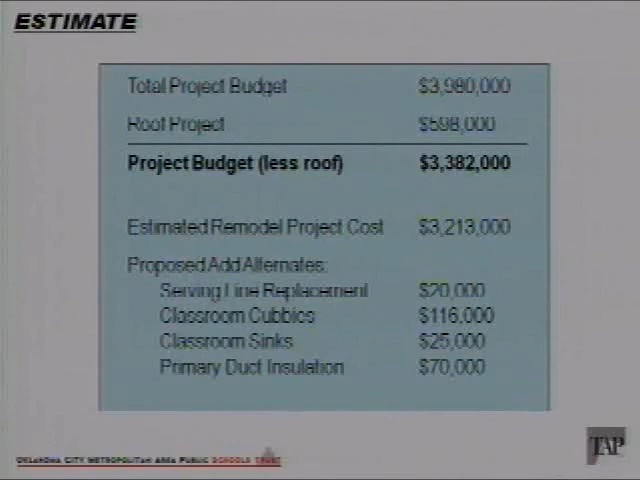 ESTIMATE
Total Project Budget $3,980,000
Roof Project $598,000
Project Budget (less roof) $3,382,000
Estimated Remodel Project Cost $3,213,000
Proposed Add Alternates:
Serving Line Replacement $20,000
Classroom Cubbies $116,000
Classroom Sinks $25,000
Primary Duct Insulation $70,000
OKLAHOMA CITY METROPOLITAN AREA PUBLIC SCHOOLS TRUST
TAP